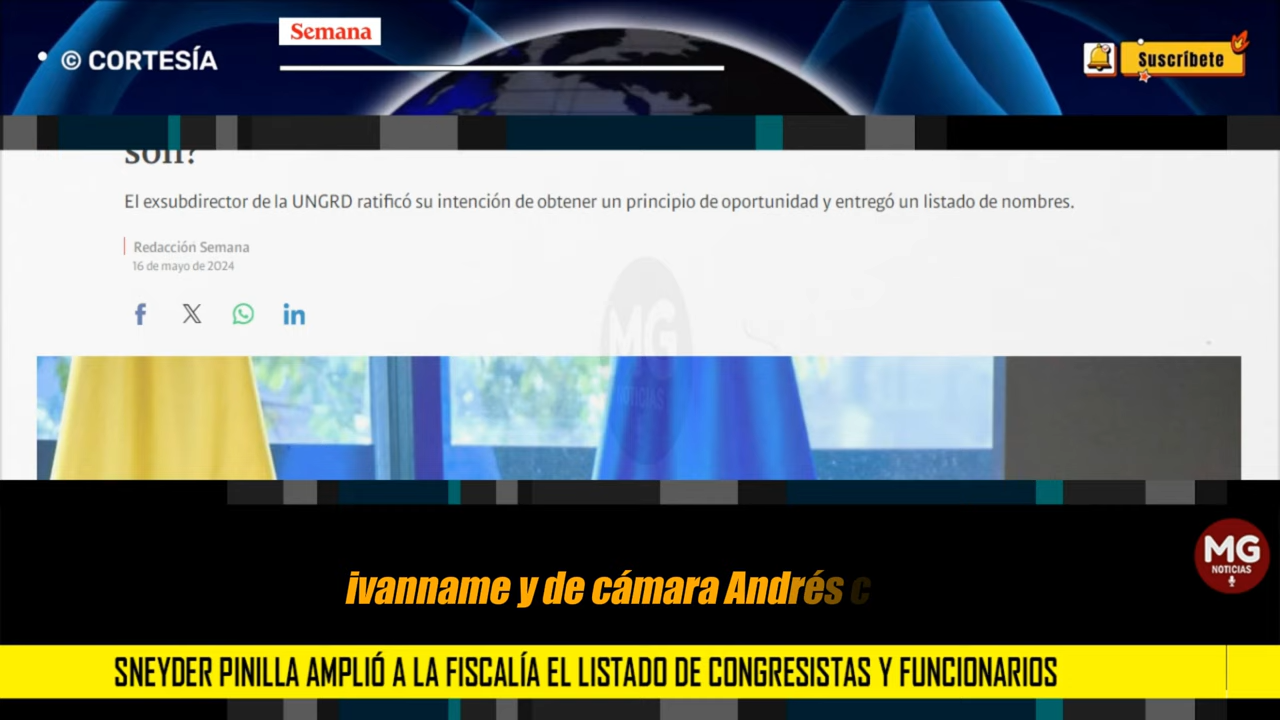 Semana
© CORTESÍA
Suscríbete
son?
El exsubdirector de la UNGRD ratificó su intención de obtener un principio de oportunidad y entregó un listado de nombres.
Redacción Semana
16 de mayo de 2024
MG
NOTICIAS
ivanname y de cámara Andrés c
MG
NOTICIAS
SNEYDER PINILLA AMPLIÓ A LA FISCALÍA EL LISTADO DE CONGRESISTAS Y FUNCIONARIOS